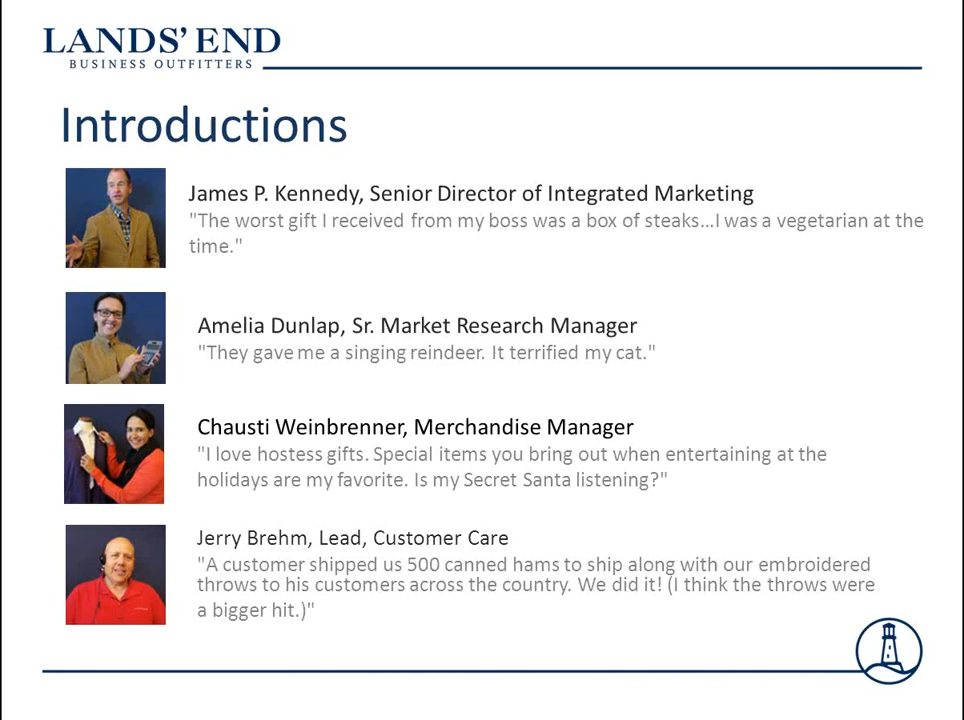 LANDS' END
BUSINESS OUTFITTERS
Introductions
James P. Kennedy, Senior Director of Integrated Marketing
"The worst gift I received from my boss was a box of steaks…I was a vegetarian at the
time."
Amelia Dunlap, Sr. Market Research Manager
"They gave me a singing reindeer. It terrified my cat."
Chausti Weinbrenner, Merchandise Manager
"I love hostess gifts. Special items you bring out when entertaining at the
holidays are my favorite. Is my Secret Santa listening?"
Jerry Brehm, Lead, Customer Care
"A customer shipped us 500 canned hams to ship along with our embroidered
throws to his customers across the country. We did it! (I think the throws were
a bigger hit.)"